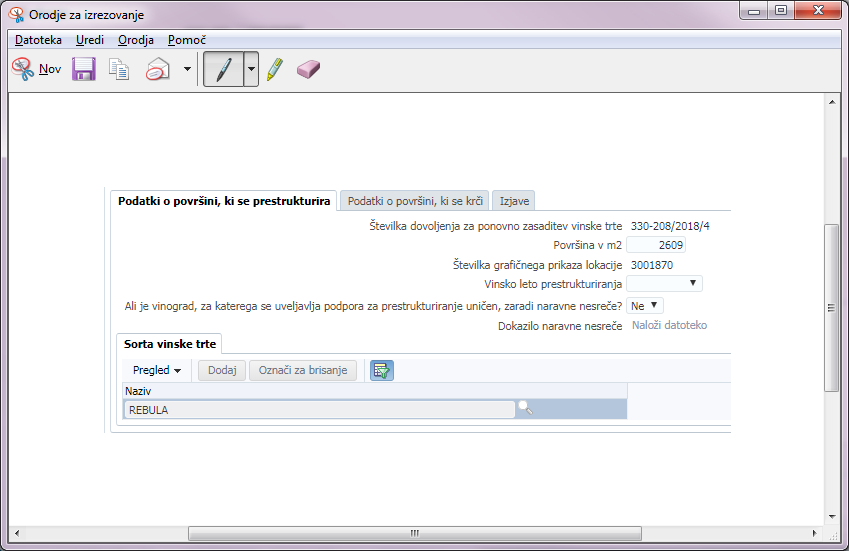 Orodje za izrezovanje
Datoteka Uredi Orodja Pomoč
Nov
Podatki o površini, ki se prestrukturira Podatki o površini, ki se krči Izjave
Številka dovoljenja za ponovno zasaditev vinske trte 330-208/2018/4
Površina v m2 2609
Številka grafičnega prikaza lokacije 3001870
Vinsko leto prestrukturiranja
Ali je vinograd, za katerega se uveljavlja podpora za prestrukturiranje uničen, zaradi naravne nesreče? Ne
Dokazilo naravne nesreče Naloži datoteko
Sorta vinske trte
Pregled Dodaj Označi za brisanje
Naziv
REBULA